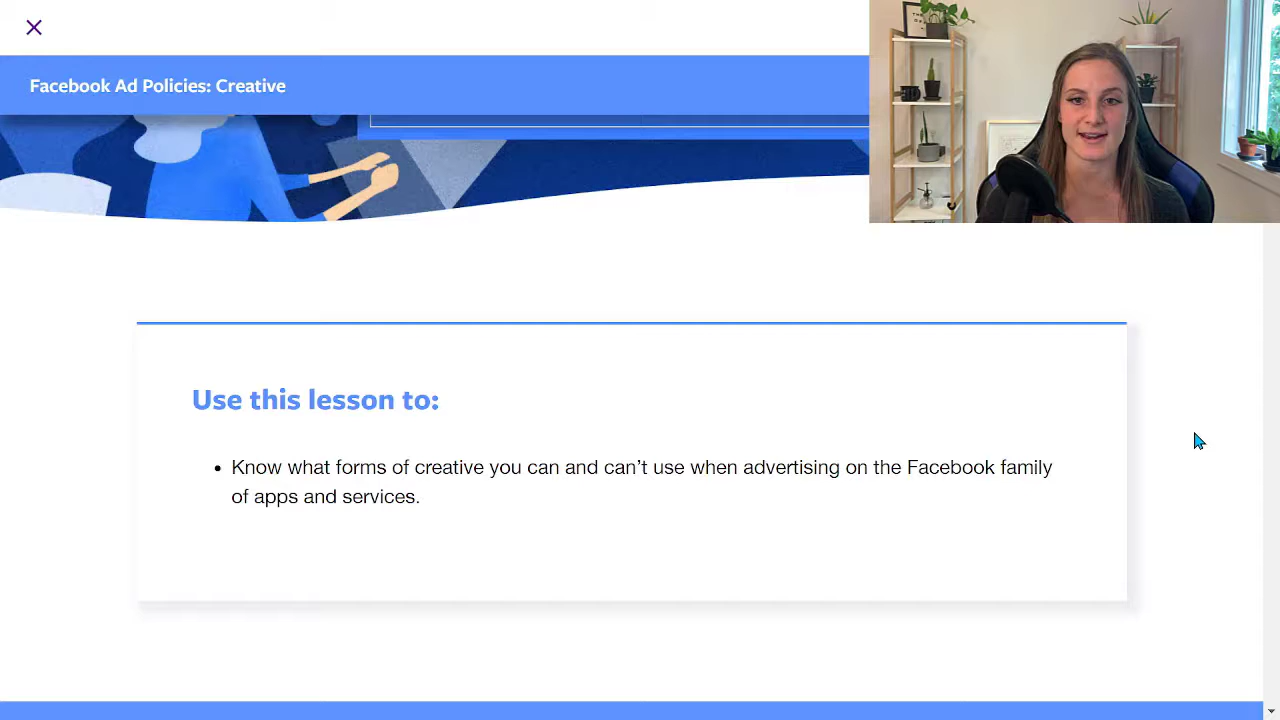 Facebook Ad Policies: Creative
Use this lesson to:
• Know what forms of creative you can and can’t use when advertising on the Facebook family
of apps and services.